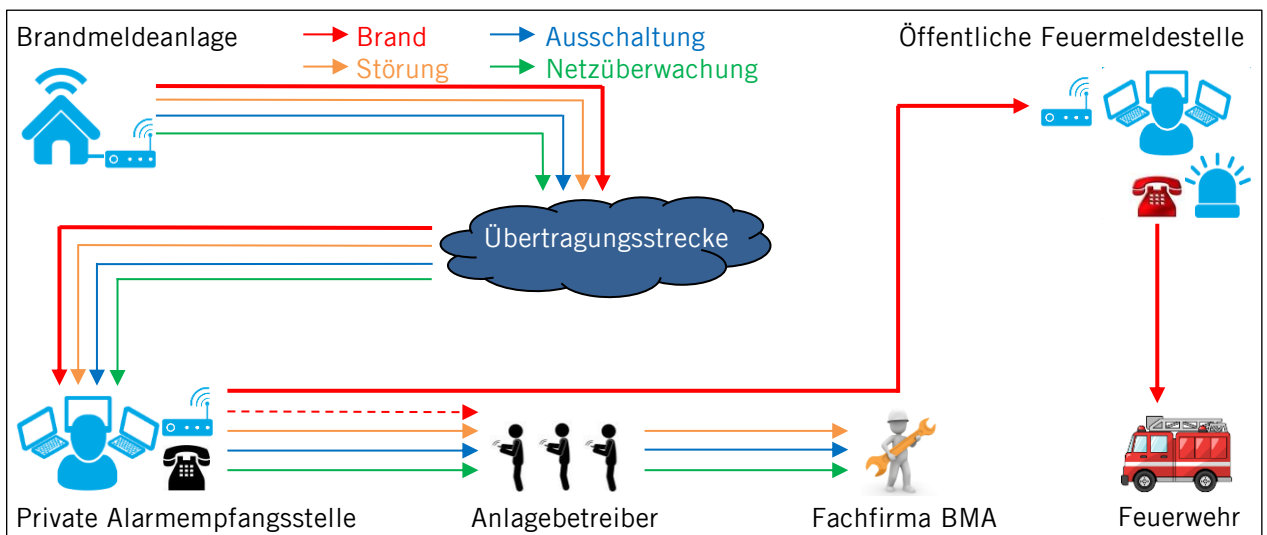 Brandmeldeanlage
Brand
Ausschaltung
Öffentliche Feuermeldestelle
Störung
Netzüberwachung
Übertragungsstrecke
Private Alarmempfangsstelle
Anlagebetreiber
Fachfirma BMA
Feuerwehr